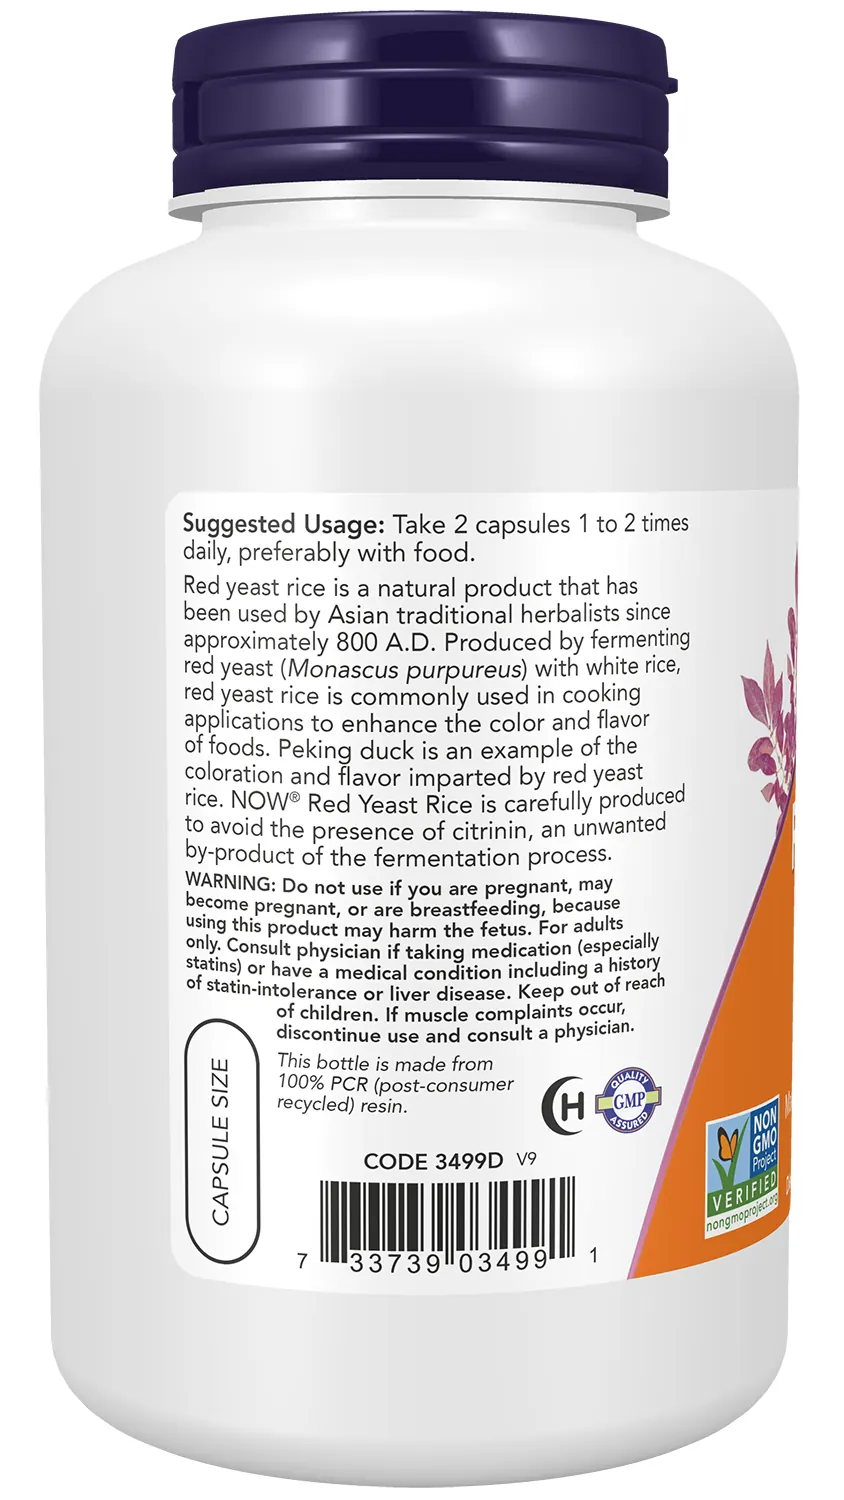 Suggested Usage: Take 2 capsules 1 to 2 times
daily, preferably with food.
Red yeast rice is a natural product that has
been used by Asian traditional herbalists since
approximately 800 A.D. Produced by fermenting
red yeast (Monascus purpureus) with white rice,
red yeast rice is commonly used in cooking
applications to enhance the color and flavor
of foods. Peking duck is an example of the
coloration and flavor imparted by red yeast
rice. NOW® Red Yeast Rice is carefully produced
to avoid the presence of citrinin, an unwanted
by-product of the fermentation process.
WARNING: Do not use if you are pregnant, may
become pregnant, or are breastfeeding, because
using this product may harm the fetus. For adults
only. Consult physician if taking medication (especially
statins) or have a medical condition including a history
of statin-intolerance or liver disease. Keep out of reach
of children. If muscle complaints occur,
discontinue use and consult a physician.
CAPSULE SIZE
This bottle is made from
100% PCR (post-consumer
recycled) resin.
H
QUALITY
GMP
ASSURED
CODE 3499D V9
7 33739 03499 1
NON
GMO
Project
VERIFIED
nongmoproject.org